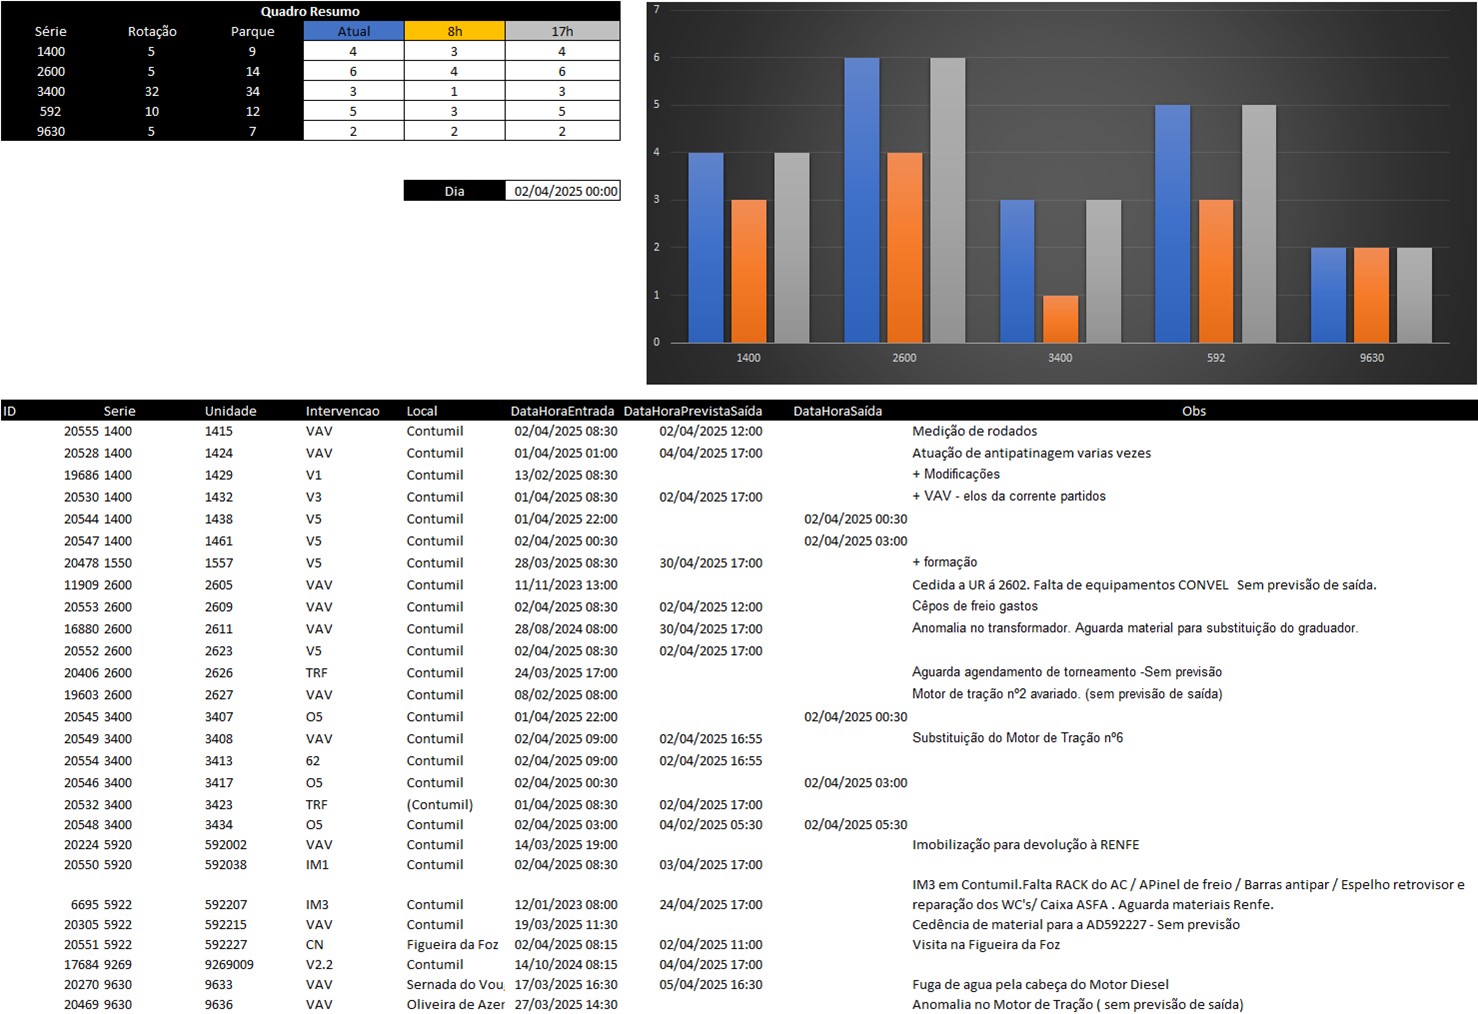 Quadro Resumo
Série Rotação Parque Atual 8h 17h
1400 5 9 4 3 4
2600 5 14 6 4 6
3400 32 34 3 1 3
592 10 12 5 3 5
9630 5 7 2 2 2
Dia 02/04/2025 00:00
7
6
5
4
3
2
1
0
1400 2600 3400 592 9630
ID Serie Unidade Intervencao Local DataHoraEntrada DataHoraPrevistaSaída DataHoraSaída Obs
20555 1400 1415 VAV Contumil 02/04/2025 08:30 02/04/2025 12:00 Medição de rodados
20528 1400 1424 VAV Contumil 01/04/2025 01:00 04/04/2025 17:00 Atuação de antipatinagem varias vezes
19686 1400 1429 V1 Contumil 13/02/2025 08:30 + Modificações
20530 1400 1432 V3 Contumil 01/04/2025 08:30 02/04/2025 17:00 + VAV - elos da corrente partidos
20544 1400 1438 V5 Contumil 01/04/2025 22:00 02/04/2025 00:30
20547 1400 1461 V5 Contumil 02/04/2025 00:30 02/04/2025 03:00
20478 1550 1557 V5 Contumil 28/03/2025 08:30 30/04/2025 17:00 + formação
11909 2600 2605 VAV Contumil 11/11/2023 13:00 Cedida a UR á 2602. Falta de equipamentos CONVEL Sem previsão de saída.
20553 2600 2609 VAV Contumil 02/04/2025 08:30 02/04/2025 12:00 Cêpos de freio gastos
16880 2600 2611 VAV Contumil 28/08/2024 08:00 30/04/2025 17:00 Anomalia no transformador. Aguarda material para substituição do graduador.
20552 2600 2623 V5 Contumil 02/04/2025 08:30 02/04/2025 17:00
20406 2600 2626 TRF Contumil 24/03/2025 17:00 Aguarda agendamento de torneamento -Sem previsão
19603 2600 2627 VAV Contumil 08/02/2025 08:00 Motor de tração nº2 avariado. (sem previsão de saída)
20545 3400 3407 O5 Contumil 01/04/2025 22:00 02/04/2025 00:30
20549 3400 3408 VAV Contumil 02/04/2025 09:00 02/04/2025 16:55 Substituição do Motor de Tração nº6
20554 3400 3413 62 Contumil 02/04/2025 09:00 02/04/2025 16:55
20546 3400 3417 O5 Contumil 02/04/2025 00:30 02/04/2025 03:00
20532 3400 3423 TRF (Contumil) 01/04/2025 08:30 02/04/2025 17:00
20548 3400 3434 O5 Contumil 02/04/2025 03:00 04/02/2025 05:30 02/04/2025 05:30
20224 5920 592002 VAV Contumil 14/03/2025 19:00 Imobilização para devolução à RENFE
20550 5920 592038 IM1 Contumil 02/04/2025 08:30 03/04/2025 17:00
IM3 em Contumil.Falta RACK do AC / APinel de freio / Barras antipar / Espelho retrovisor e
6695 5922 592207 IM3 Contumil 12/01/2023 08:00 24/04/2025 17:00 reparação dos WC's/ Caixa ASFA . Aguarda materiais Renfe.
20305 5922 592215 VAV Contumil 19/03/2025 11:30 Cedência de material para a AD592227 - Sem previsão
20551 5922 592227 CN Figueira da Foz 02/04/2025 08:15 02/04/2025 11:00 Visita na Figueira da Foz
17684 9269 9269009 V2.2 Contumil 14/10/2024 08:15 04/04/2025 17:00
20270 9630 9633 VAV Sernada do Vou 17/03/2025 16:30 05/04/2025 16:30 Fuga de agua pela cabeça do Motor Diesel
20469 9630 9636 VAV Oliveira de Azer 27/03/2025 14:30 Anomalia no Motor de Tração ( sem previsão de saída)